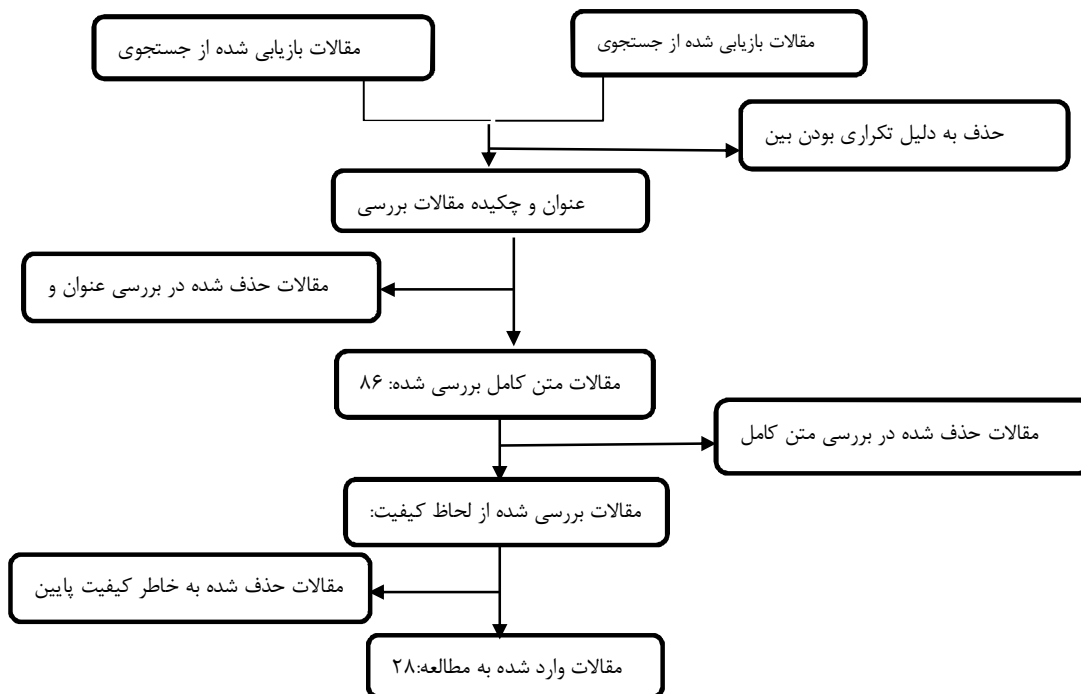 مقالات بازیابی شده از جستجوی
مقالات بازیابی شده از جستجوی
حذف به دلیل تکراری بودن بین
عنوان و چکیده مقالات بررسی
مقالات حذف شده در بررسی عنوان و
مقالات متن کامل بررسی شده: ۸۶
مقالات حذف شده در بررسی متن کامل
مقالات بررسی شده از لحاظ کیفیت:
مقالات حذف شده به خاطر کیفیت پایین
مقالات وارد شده به مطالعه:۲۸